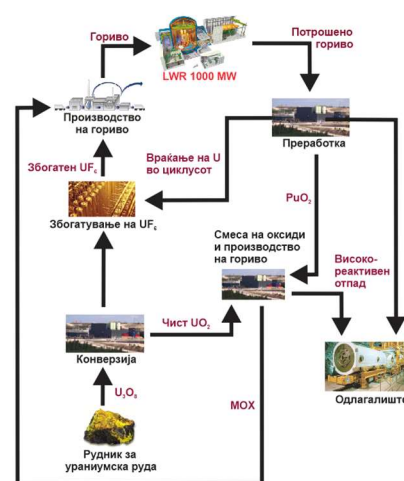 Гориво
Потрошено
гориво
LWR 1000 MW
Производство
на гориво
Преработка
Збогатен UF₆
Враќање на U
во циклусот
PuO₂
Збогатување на UF₆
Смеса на оксиди
и производство
на гориво
Високо-
реактивен
отпад
Чист UO₂
Конверзија
Одлагалиште
U₃O₈
MOX
Рудник за
ураниумска руда